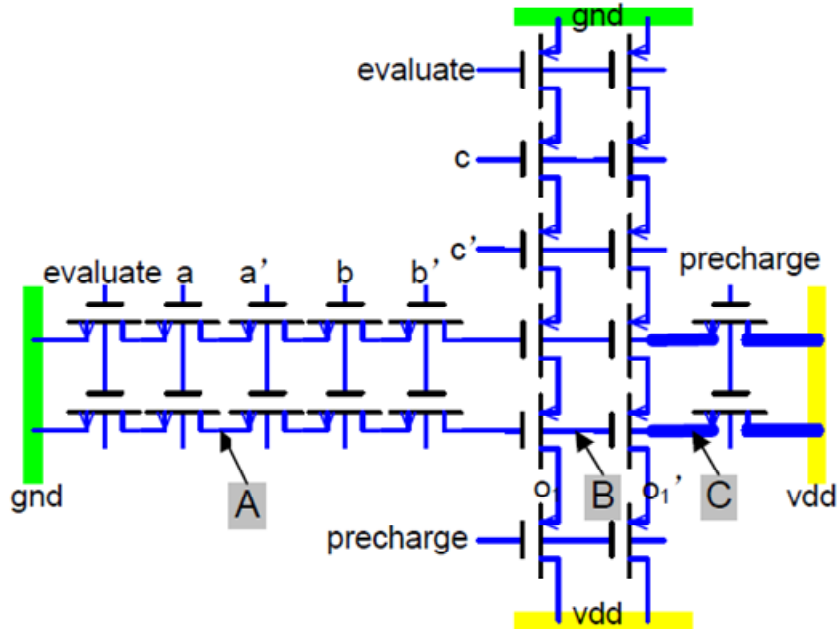 gnd
evaluate
c
c'
evaluate a a' b b' precharge
A
o₁
B
o₁'
C
gnd
vdd
precharge
vdd